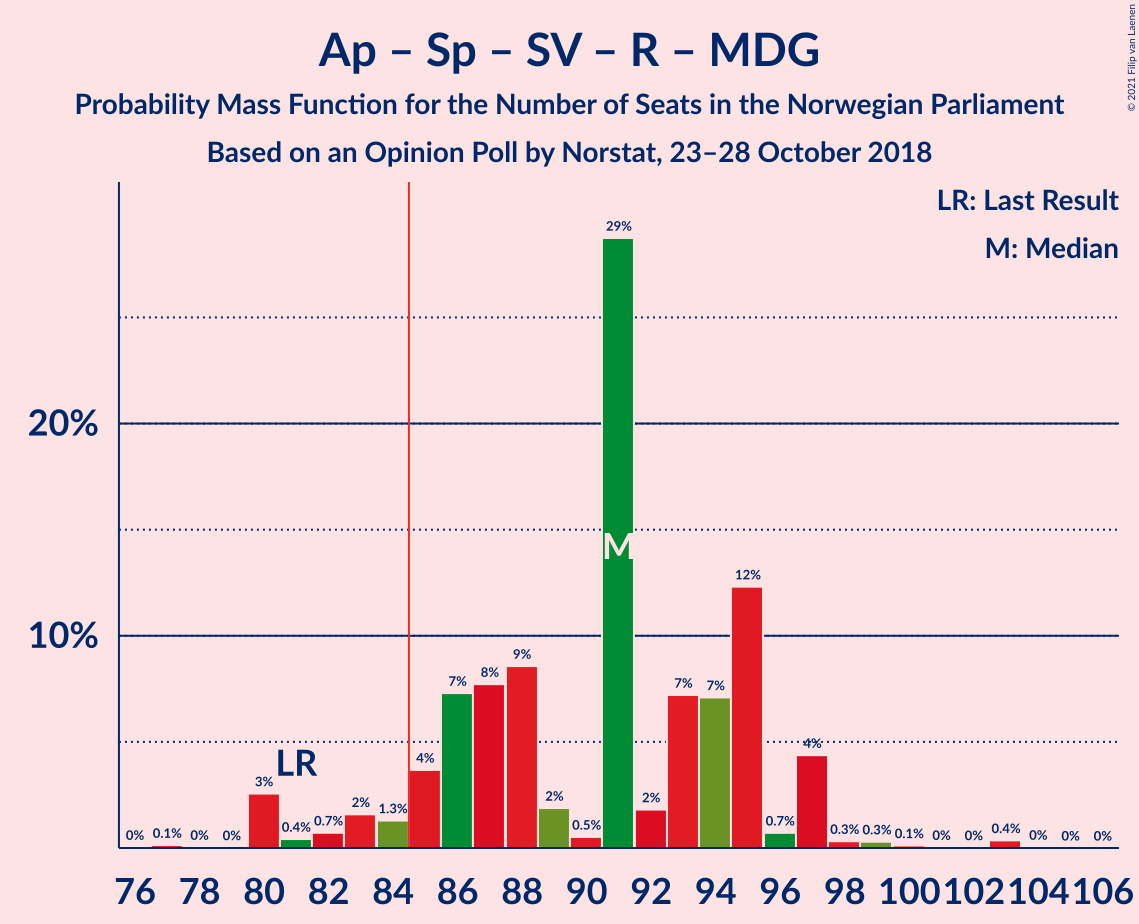 Ap – Sp – SV – R – MDG
Probability Mass Function for the Number of Seats in the Norwegian Parliament
Based on an Opinion Poll by Norstat, 23–28 October 2018
© 2021 Filip van Laenen
LR: Last Result
M: Median
20%
10%
0% 0.1% 0% 0% 3% 0.4% 0.7% 2% 1.3% 4% 7% 8% 9% 2% 0.5% 29% 2% 7% 7% 12% 0.7% 4% 0.3% 0.3% 0.1% 0% 0% 0.4% 0% 0% 0%
LR
M
76 78 80 82 84 86 88 90 92 94 96 98 100 102 104 106